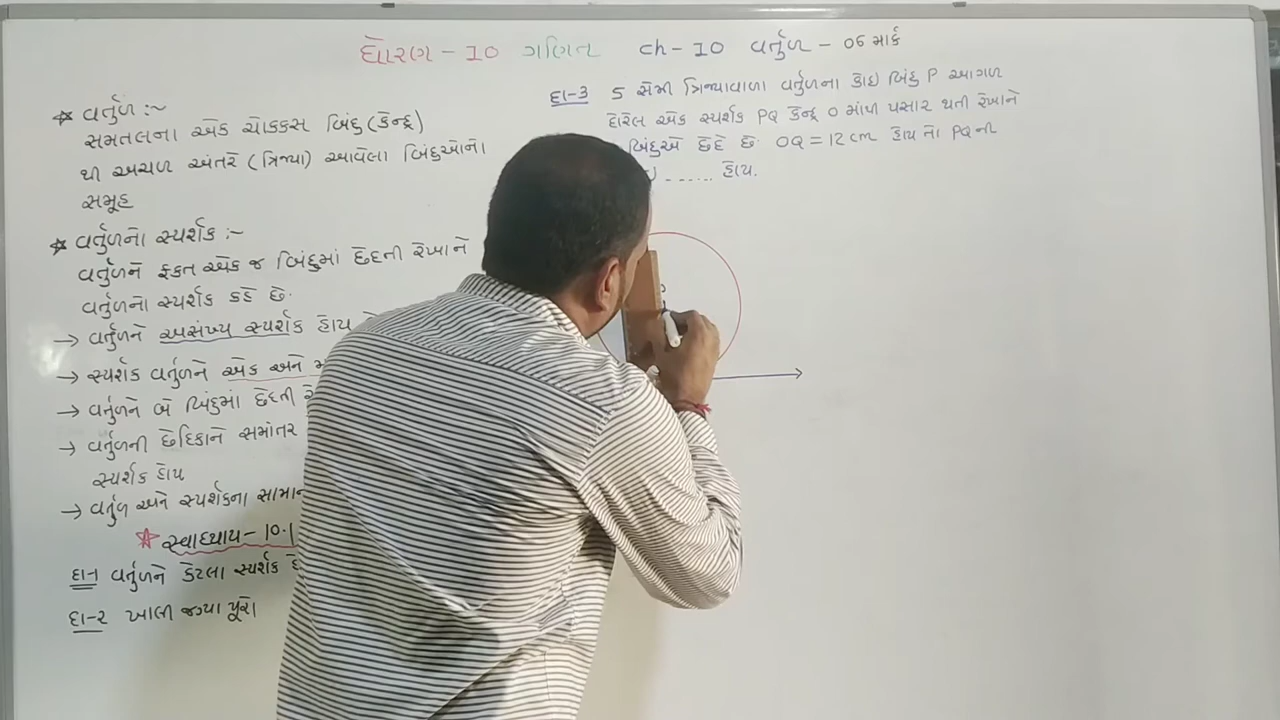 ધોરણ - 10 ગણિત ch - 10 વર્તુળ - 06 માર્ક
* વર્તુળ :-
સમતલના એક ચોકકસ બિંદુ (કેન્દ્ર)
થી અચળ અંતરે (ત્રિજ્યા) આવેલા બિંદુઓનો
સમૂહ
* વર્તુળનો સ્પર્શક :-
વર્તુળને ફકત એક જ બિંદુમાં છેદની રેખાને
વર્તુળનો સ્પર્શક કહે છે.
→ વર્તુળને અસંખ્ય સ્પર્શક હોય
→ સ્પર્શક વર્તુળને એક અને
→ વર્તુળને બે બિંદુમાં છેદતી
→ વર્તુળની છેદિકાને સમાંતર
સ્પર્શક હોય
→ વર્તુળ અને સ્પર્શકના
* સ્વાધ્યાય - 10.1
દા-1 વર્તુળને કેટલા સ્પર્શક
દા-2 ખાલી જગ્યા પૂરો
દા-3 5 સેમી ત્રિજ્યાવાળા વર્તુળના કોઇ બિંદુ P આગળ
દોરેલ એક સ્પર્શક PQ કેન્દ્ર O માંથી પસાર થતી રેખાને
બિંદુએ છેદે છે. OQ = 12 cm હોય તો PQ ની
...... હોય.